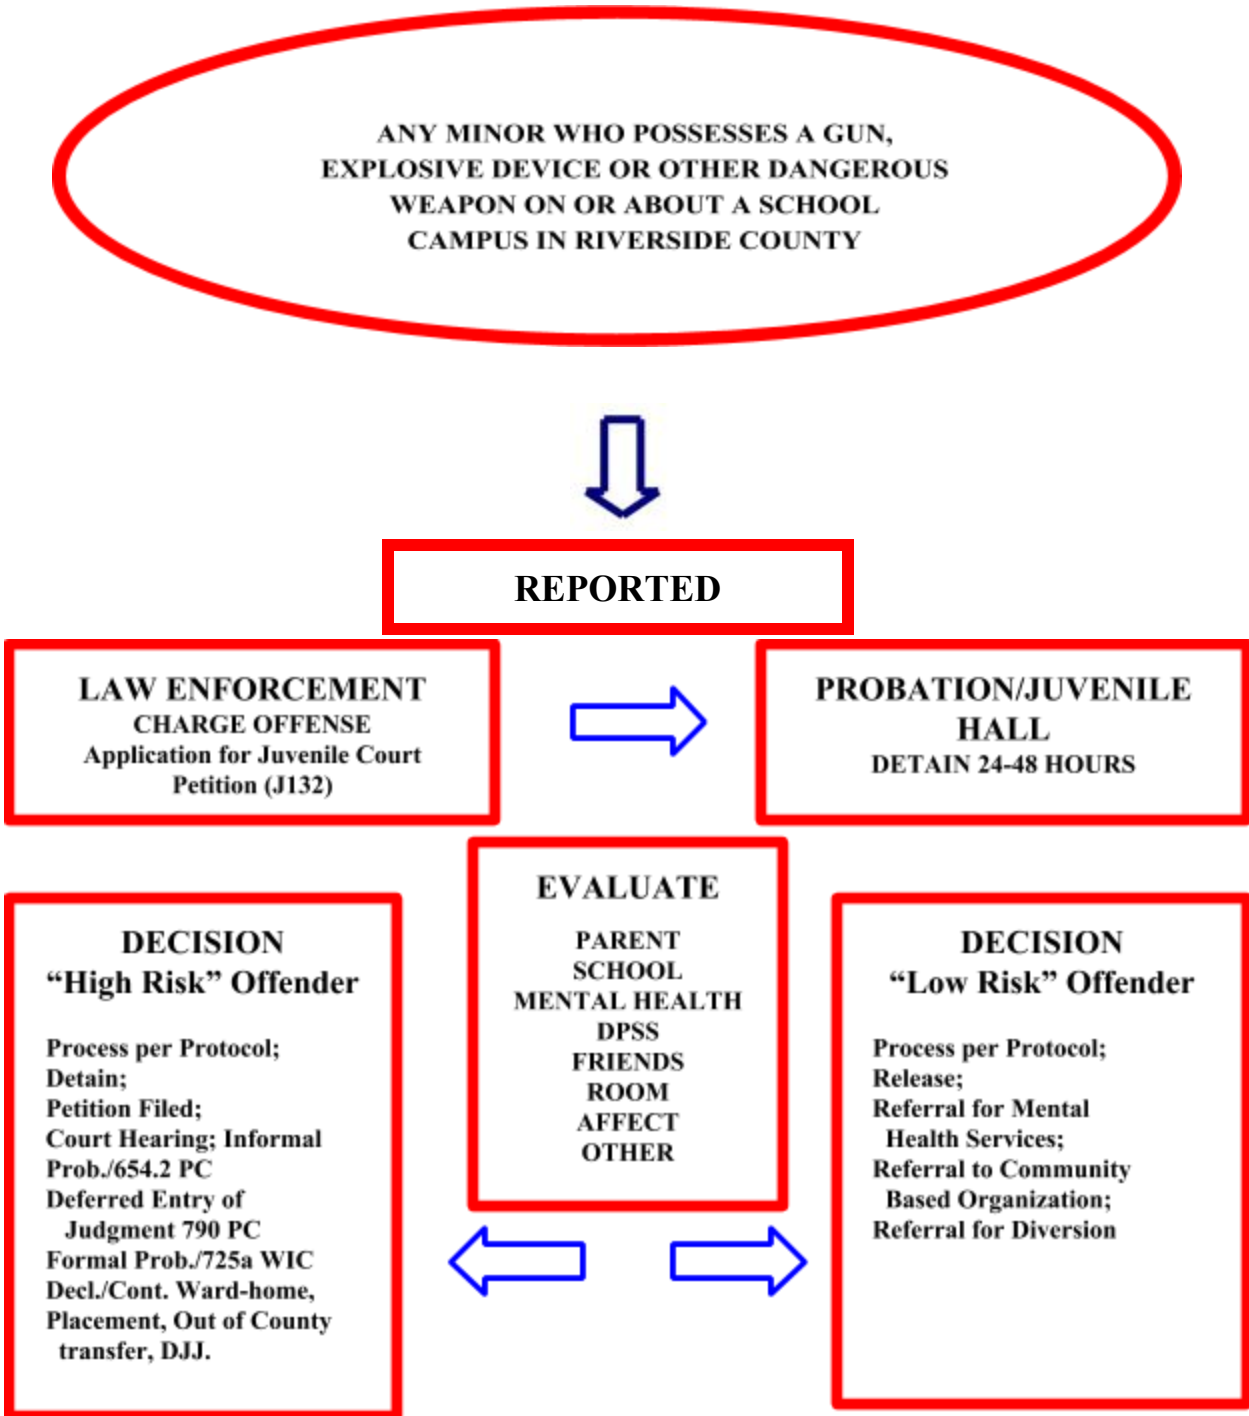 ANY MINOR WHO POSSESSES A GUN,
EXPLOSIVE DEVICE OR OTHER DANGEROUS
WEAPON ON OR ABOUT A SCHOOL
CAMPUS IN RIVERSIDE COUNTY
REPORTED
LAW ENFORCEMENT
CHARGE OFFENSE
Application for Juvenile Court
Petition (J132)
PROBATION/JUVENILE
HALL
DETAIN 24-48 HOURS
EVALUATE
PARENT
SCHOOL
MENTAL HEALTH
DPSS
FRIENDS
ROOM
AFFECT
OTHER
DECISION
“High Risk” Offender
Process per Protocol;
Detain;
Petition Filed;
Court Hearing; Informal
Prob./654.2 PC
Deferred Entry of
Judgment 790 PC
Formal Prob./725a WIC
Decl./Cont. Ward-home,
Placement, Out of County
transfer, DJJ.
DECISION
“Low Risk” Offender
Process per Protocol;
Release;
Referral for Mental
Health Services;
Referral to Community
Based Organization;
Referral for Diversion